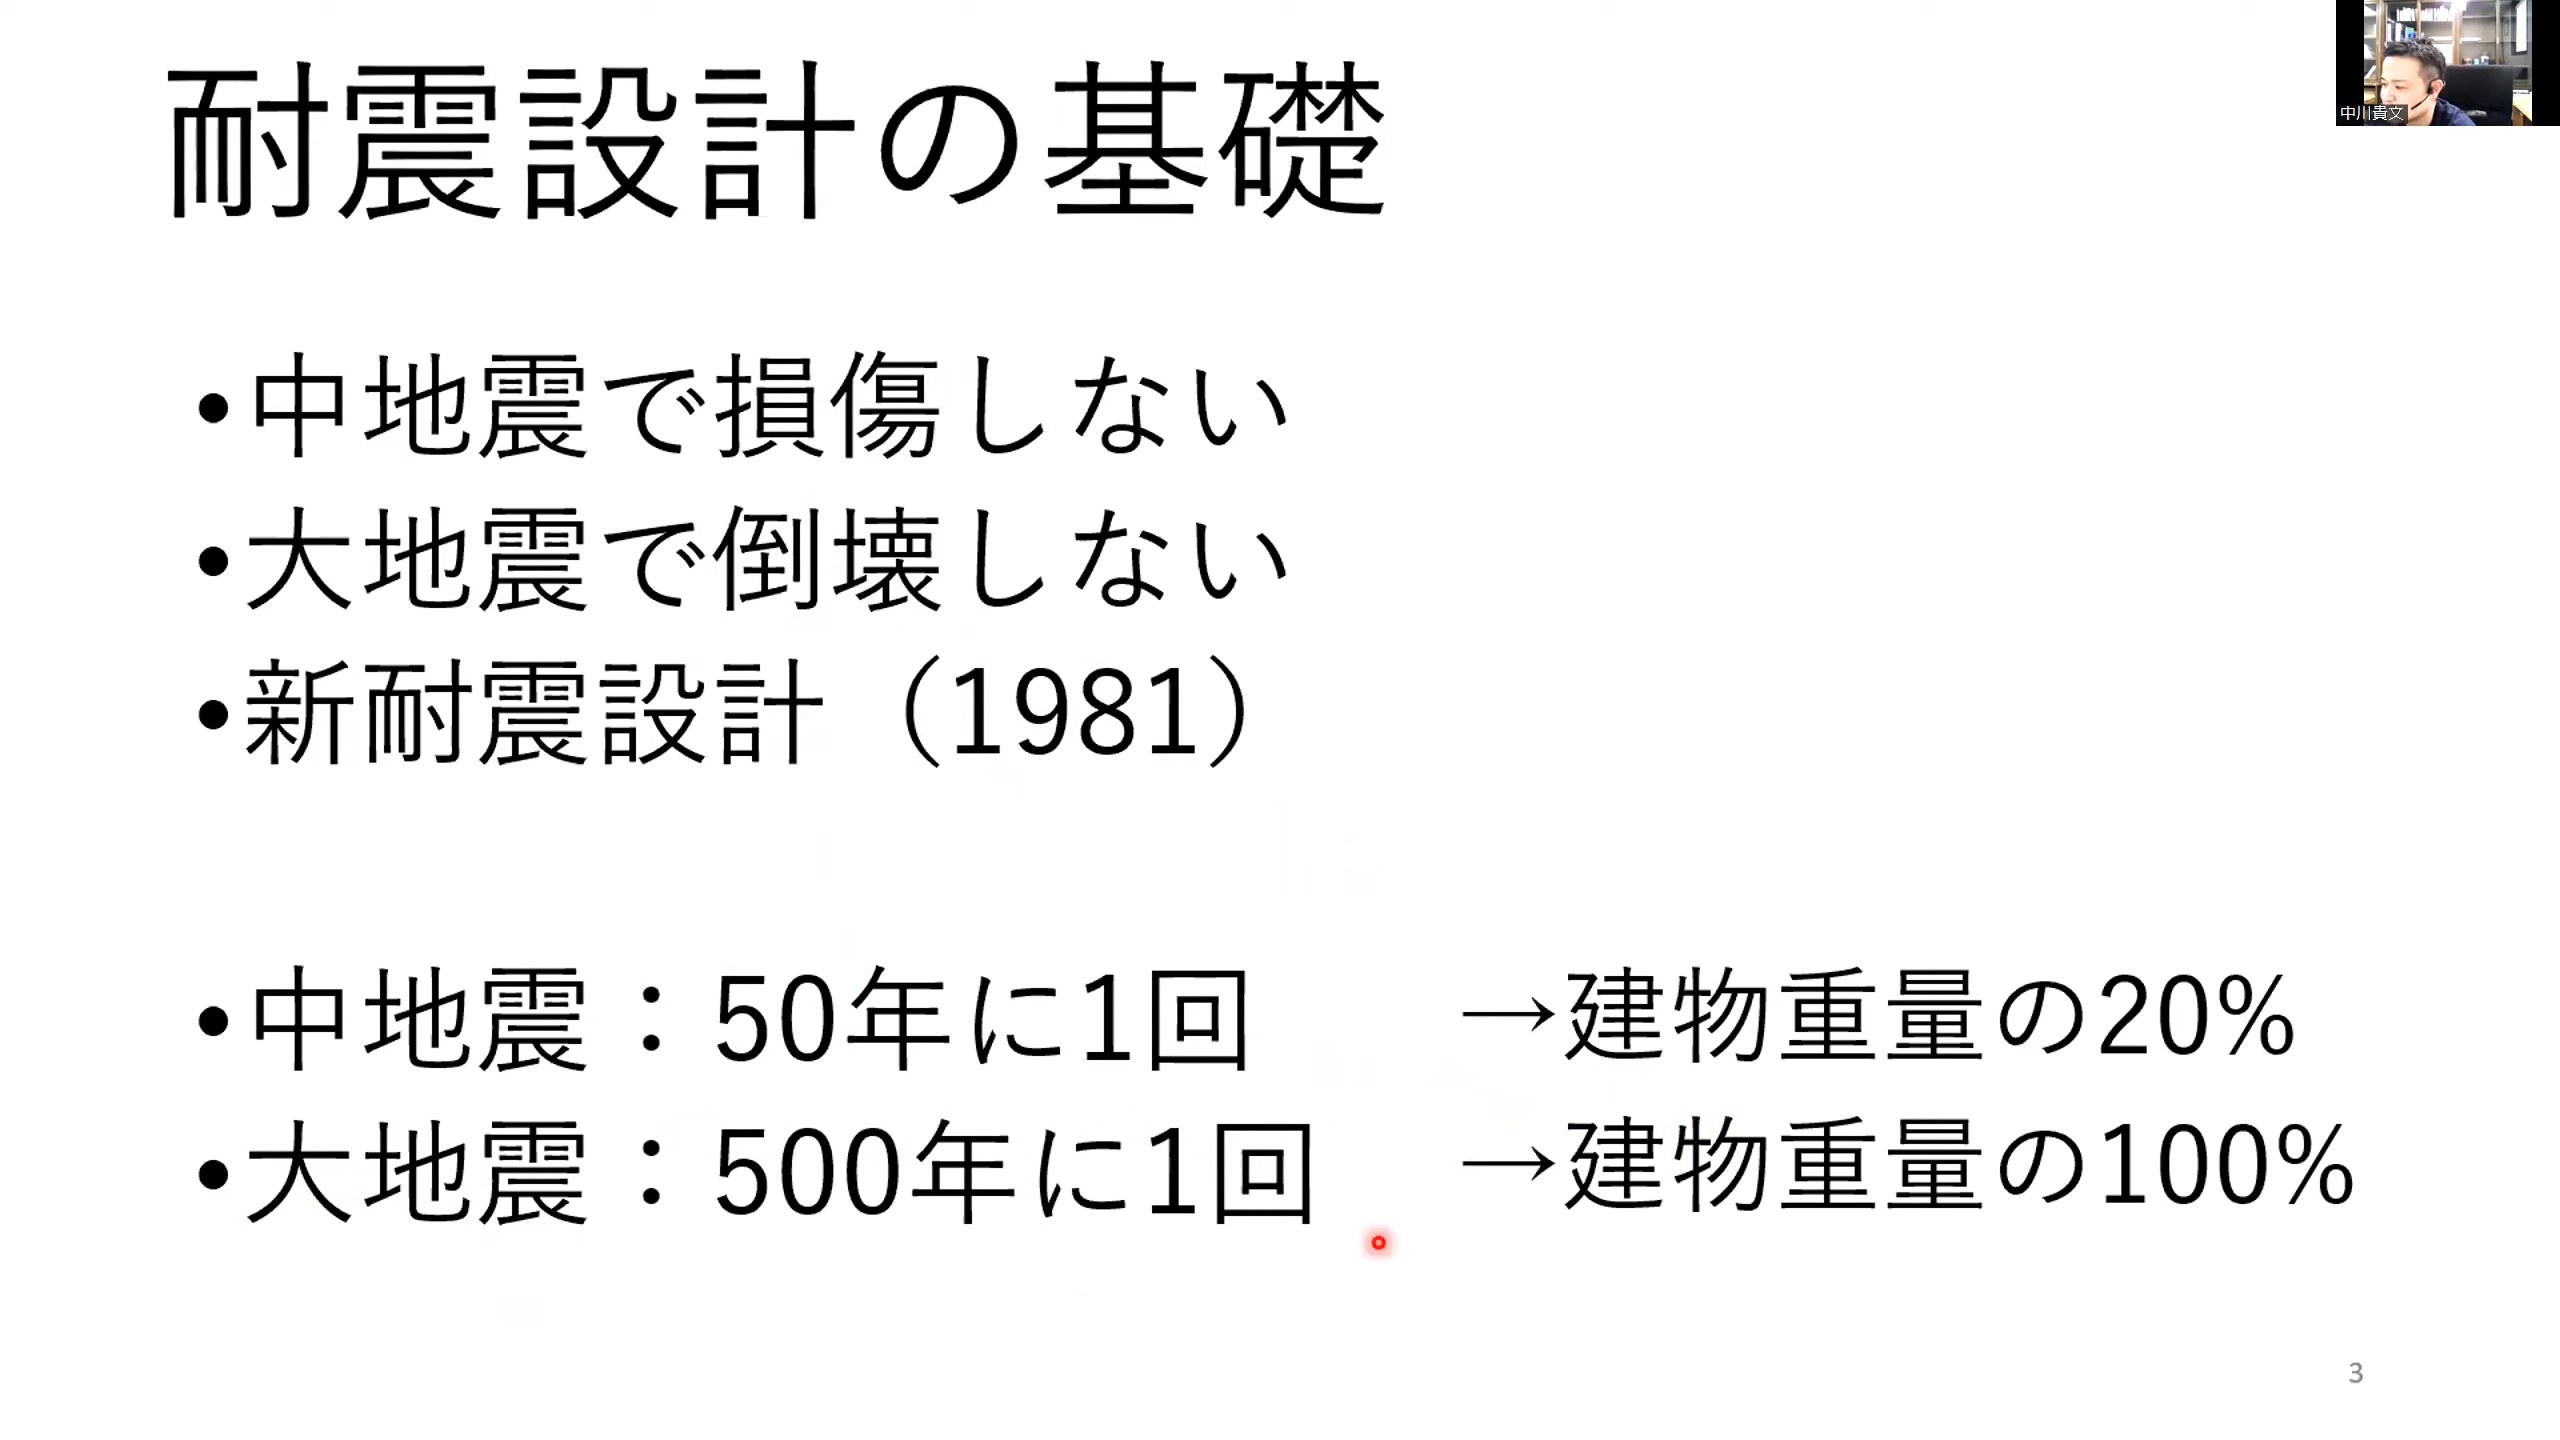 耐震設計の基礎
中川貴文
•中地震で損傷しない
•大地震で倒壊しない
•新耐震設計（1981）
•中地震：50年に1回 →建物重量の20%
•大地震：500年に1回 →建物重量の100%
3